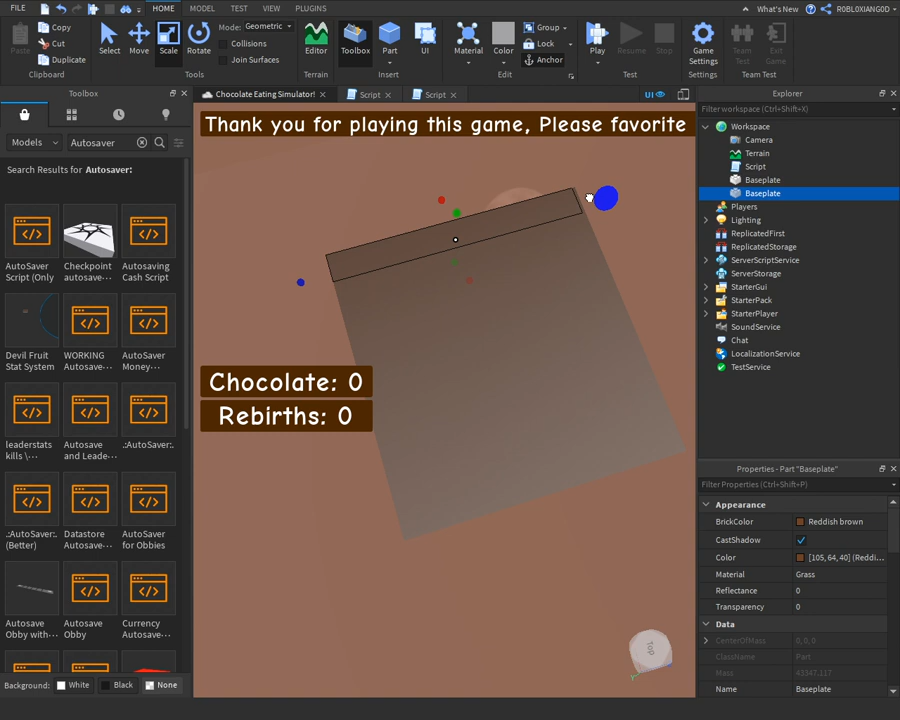 FILE HOME MODEL TEST VIEW PLUGINS What's New R0BL0XIANG0D
Paste Copy Cut Duplicate Clipboard
Select Move Scale Rotate Mode: Geometric Collisions Join Surfaces Tools
Editor Terrain
Toolbox Part UI Insert
Material Color Group Lock Anchor Edit
Play Resume Stop Test
Game Settings Settings
Team Test Exit Game Team Test
Toolbox
Models Autosaver
Search Results for Autosaver:
AutoSaver Script (Only
Checkpoint autosave···
Autosaving Cash Script
Devil Fruit Stat System
WORKING Autosave···
AutoSaver Money···
leaderstats kills \···
Autosave and Leade···
.:AutoSaver:.
.:AutoSaver:. (Better)
Datastore Autosave···
AutoSaver for Obbies
Autosave Obby with···
Autosave Obby
Currency Autosave···
Background: White Black None
Chocolate Eating Simulator! Script Script UI
Thank you for playing this game, Please favorite
Chocolate: 0
Rebirths: 0
Top
Y
Explorer
Filter workspace (Ctrl+Shift+X)
Workspace
Camera
Terrain
Script
Baseplate
Baseplate
Players
Lighting
ReplicatedFirst
ReplicatedStorage
ServerScriptService
ServerStorage
StarterGui
StarterPack
StarterPlayer
SoundService
Chat
LocalizationService
TestService
Properties - Part "Baseplate"
Filter Properties (Ctrl+Shift+P)
Appearance
BrickColor Reddish brown
CastShadow
Color [105, 64, 40] (Reddi...
Material Grass
Reflectance 0
Transparency 0
Data
CenterOfMass 0, 0, 0
ClassName Part
Mass 43347.217
Name Baseplate